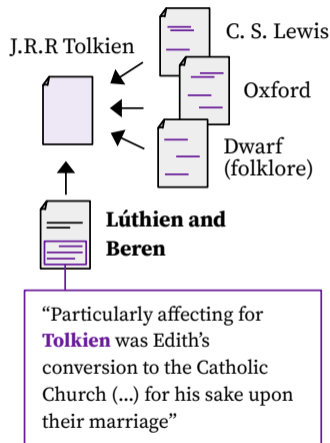 C. S. Lewis
J.R.R Tolkien
Oxford
Dwarf
(folklore)
Lúthien and
Beren
“Particularly affecting for
Tolkien was Edith’s
conversion to the Catholic
Church (...) for his sake upon
their marriage”